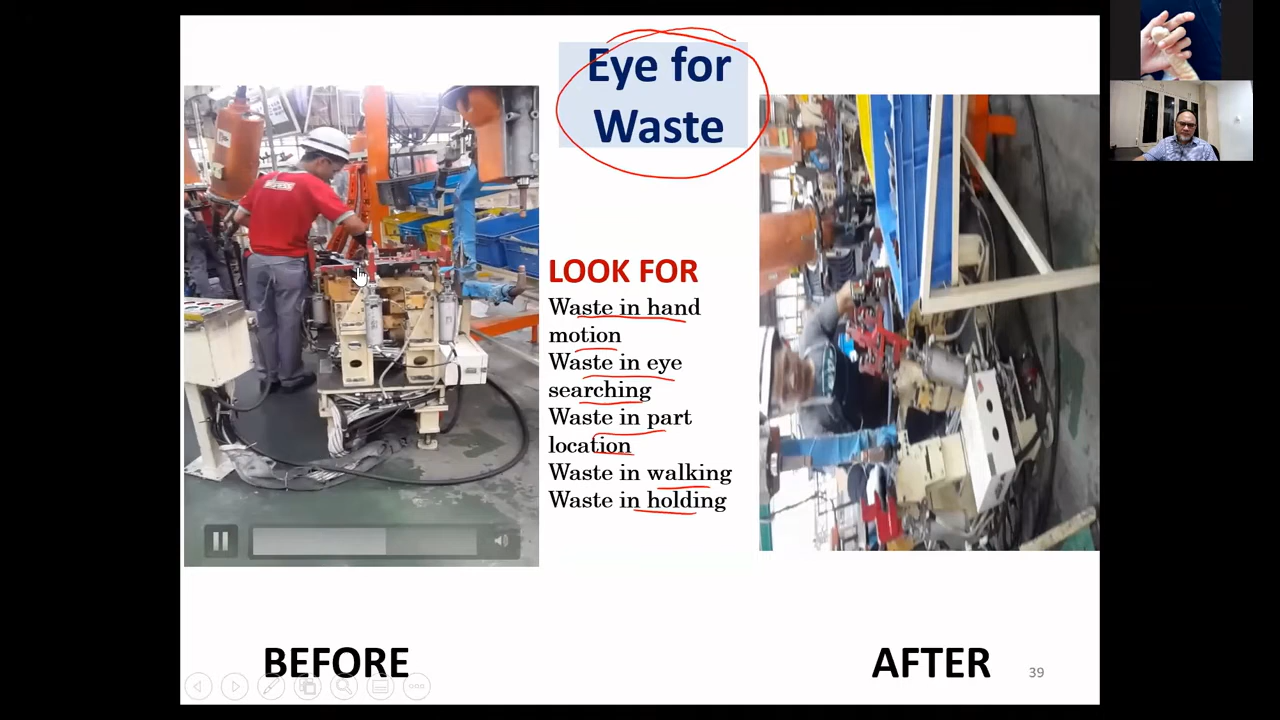 Eye for
Waste
LOOK FOR
Waste in hand
motion
Waste in eye
searching
Waste in part
location
Waste in walking
Waste in holding
BEFORE
AFTER
39